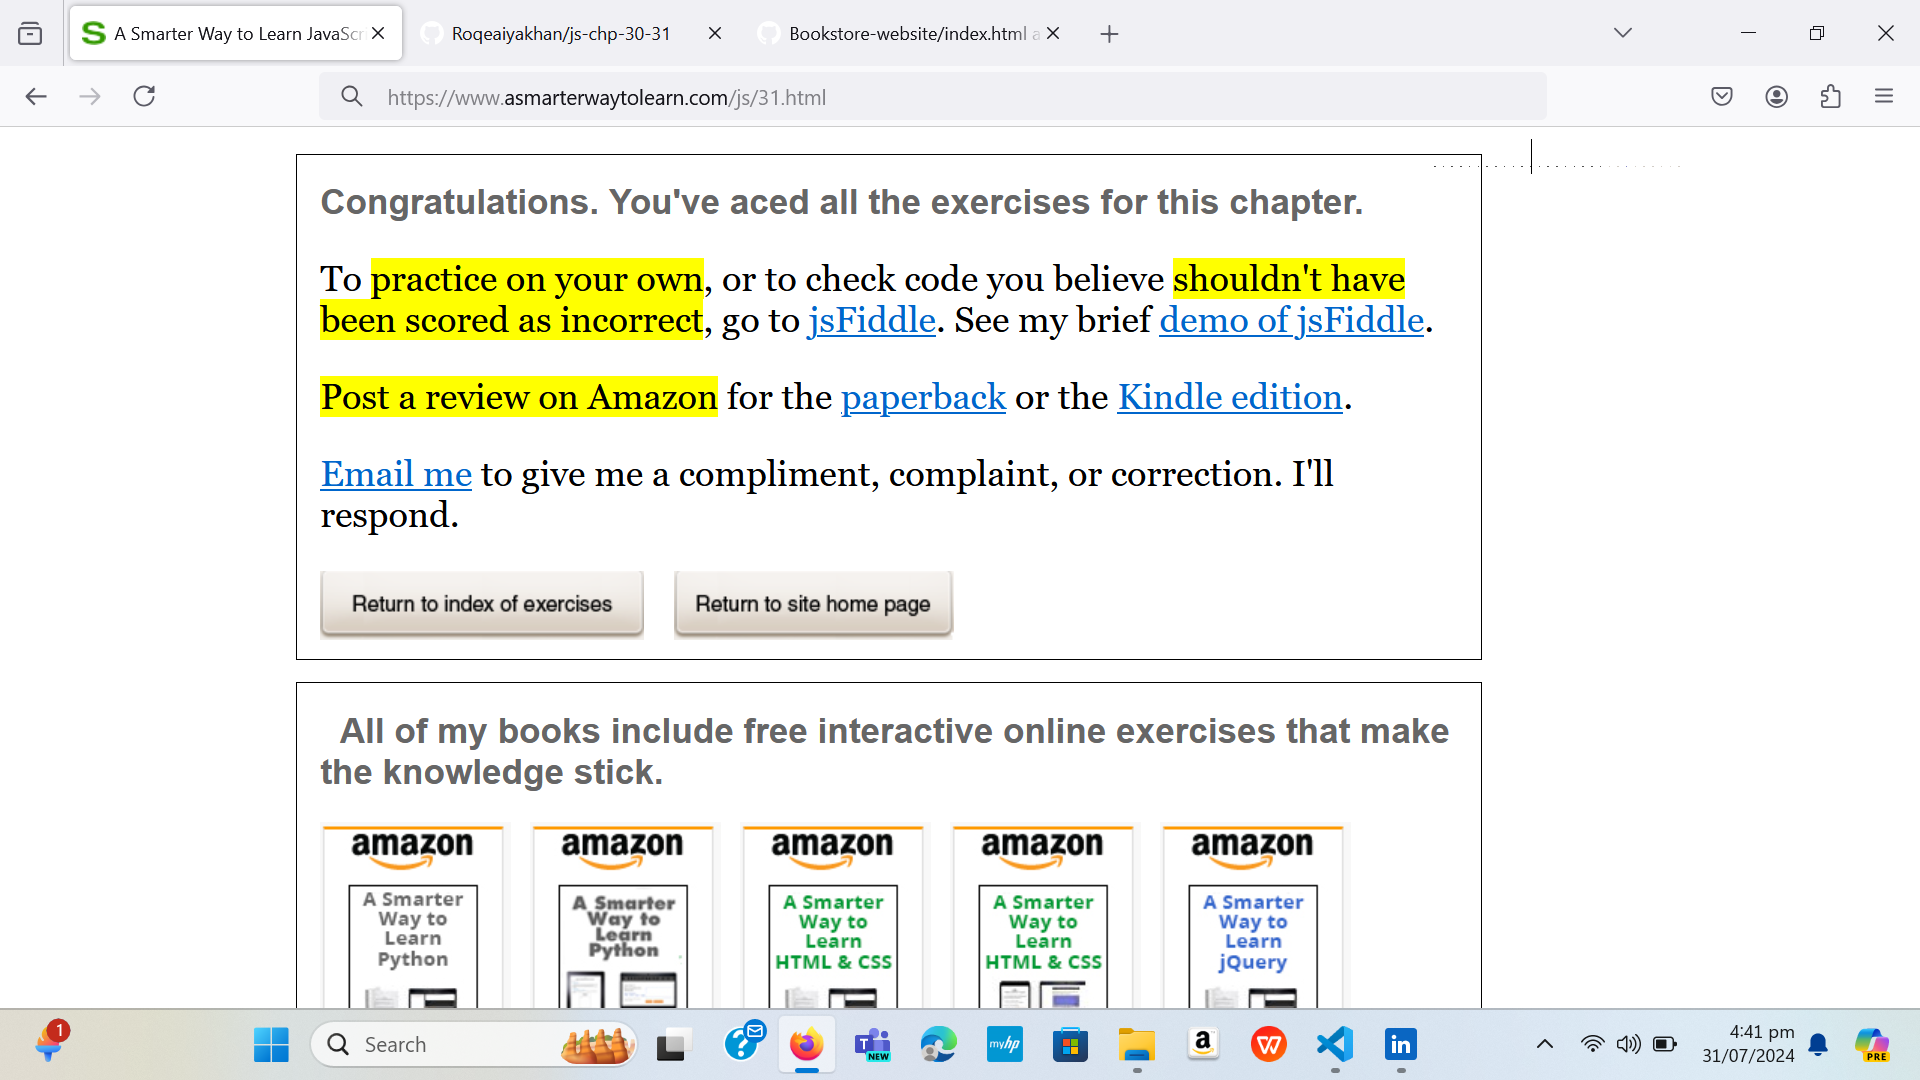 A Smarter Way to Learn JavaScri
Roqeaiyakhan/js-chp-30-31
Bookstore-website/index.html a
https://www.asmarterwaytolearn.com/js/31.html
Congratulations. You've aced all the exercises for this chapter.
To practice on your own, or to check code you believe shouldn't have
been scored as incorrect, go to jsFiddle. See my brief demo of jsFiddle.
Post a review on Amazon for the paperback or the Kindle edition.
Email me to give me a compliment, complaint, or correction. I'll
respond.
Return to index of exercises
Return to site home page
All of my books include free interactive online exercises that make
the knowledge stick.
amazon
A Smarter
Way to
Learn
Python
amazon
A Smarter
Way to
Learn
Python
amazon
A Smarter
Way to
Learn
HTML & CSS
amazon
A Smarter
Way to
Learn
HTML & CSS
amazon
A Smarter
Way to
Learn
jQuery
1
Search
T
NEW
myhp
a
W
in
4:41 pm
31/07/2024
PRE